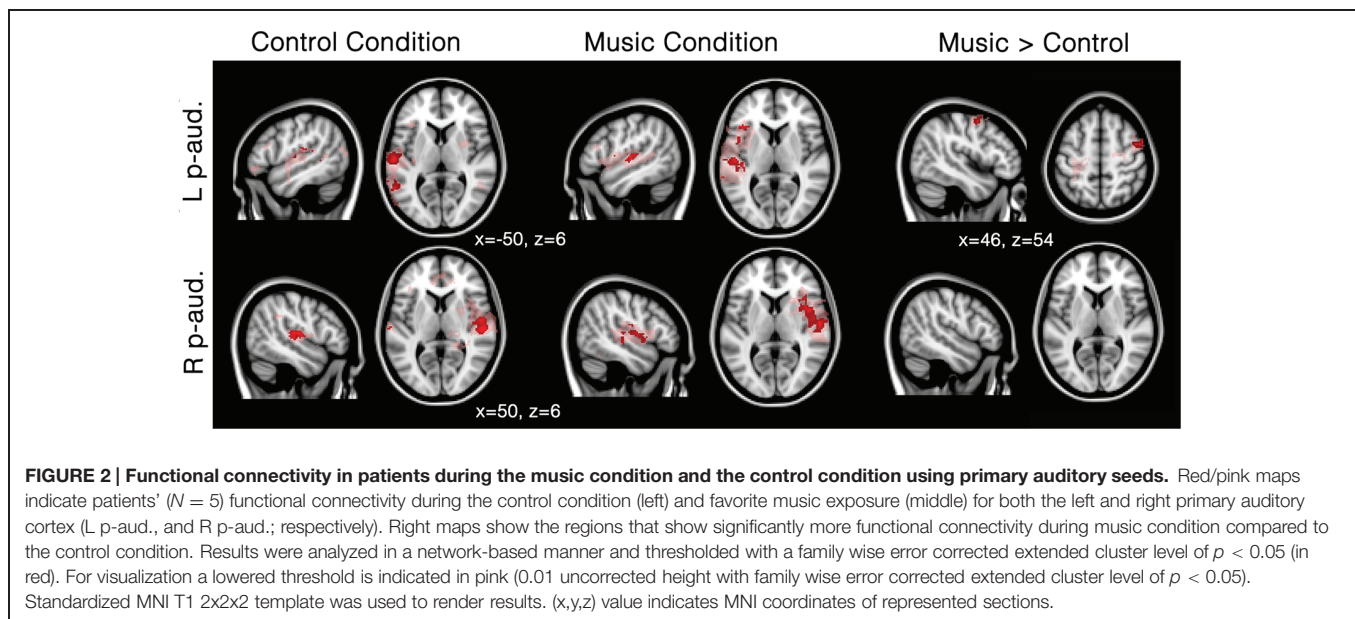 Control Condition Music Condition Music > Control
L p-aud.
x=-50, z=6 x=46, z=54
R p-aud.
x=50, z=6
FIGURE 2 | Functional connectivity in patients during the music condition and the control condition using primary auditory seeds. Red/pink maps
indicate patients' (N = 5) functional connectivity during the control condition (left) and favorite music exposure (middle) for both the left and right primary auditory
cortex (L p-aud., and R p-aud.; respectively). Right maps show the regions that show significantly more functional connectivity during music condition compared to
the control condition. Results were analyzed in a network-based manner and thresholded with a family wise error corrected extended cluster level of p < 0.05 (in
red). For visualization a lowered threshold is indicated in pink (0.01 uncorrected height with family wise error corrected extended cluster level of p < 0.05).
Standardized MNI T1 2x2x2 template was used to render results. (x,y,z) value indicates MNI coordinates of represented sections.